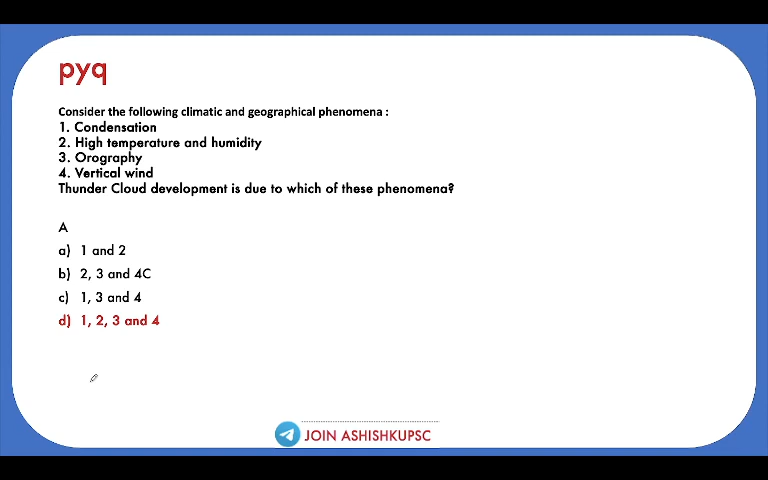 pyq
Consider the following climatic and geographical phenomena :
1. Condensation
2. High temperature and humidity
3. Orography
4. Vertical wind
Thunder Cloud development is due to which of these phenomena?
A
a) 1 and 2
b) 2, 3 and 4C
c) 1, 3 and 4
d) 1, 2, 3 and 4
JOIN ASHISHKUPSC